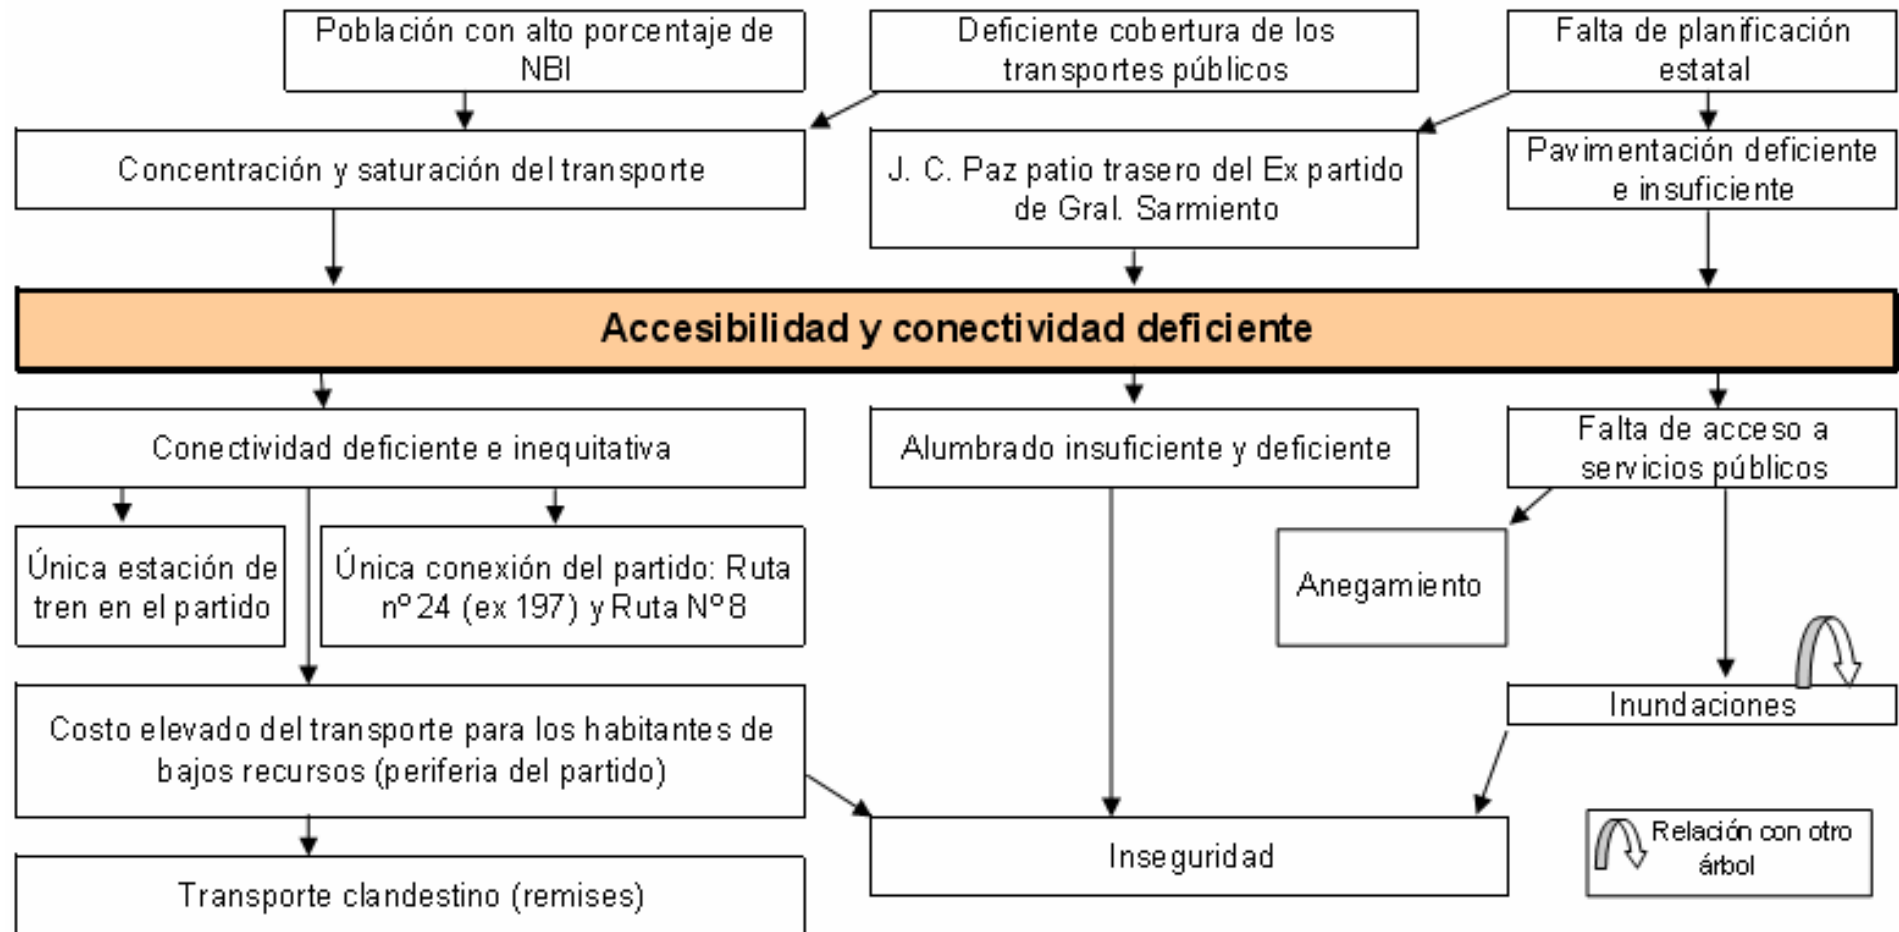 Población con alto porcentaje de
NBI
Deficiente cobertura de los
transportes públicos
Falta de planificación
estatal
Concentración y saturación del transporte
J. C. Paz patio trasero del Ex partido
de Gral. Sarmiento
Pavimentación deficiente
e insuficiente
Accesibilidad y conectividad deficiente
Conectividad deficiente e inequitativa
Alumbrado insuficiente y deficiente
Falta de acceso a
servicios públicos
Única estación de
tren en el partido
Única conexión del partido: Ruta
nº 24 (ex 197) y Ruta Nº 8
Anegamiento
Inundaciones
Costo elevado del transporte para los habitantes de
bajos recursos (periferia del partido)
Inseguridad
Relación con otro
árbol
Transporte clandestino (remises)